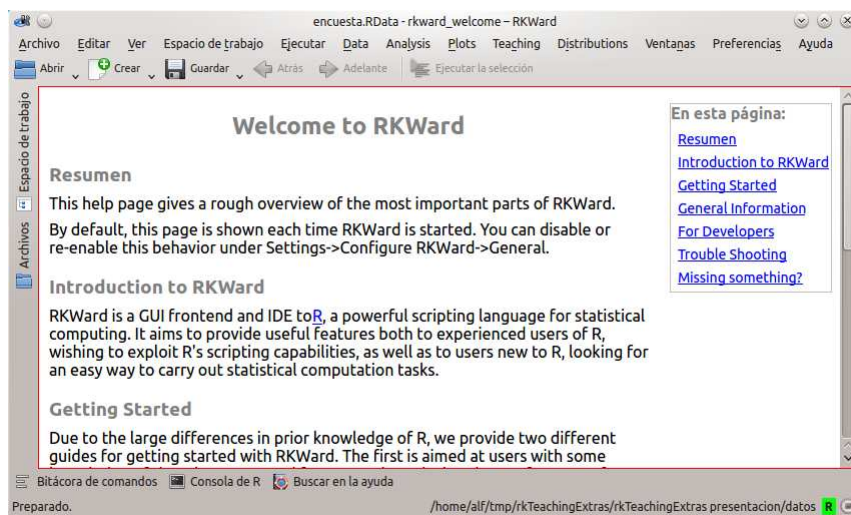 encuesta.RData - rkward_welcome – RKWard
Archivo Editar Ver Espacio de trabajo Ejecutar Data Analysis Plots Teaching Distributions Ventanas Preferencias Ayuda
Abrir Crear Guardar Atrás Adelante Ejecutar la selección
Espacio de trabajo
Archivos
Welcome to RKWard
Resumen
This help page gives a rough overview of the most important parts of RKWard.
By default, this page is shown each time RKWard is started. You can disable or
re-enable this behavior under Settings->Configure RKWard->General.
Introduction to RKWard
RKWard is a GUI frontend and IDE toR, a powerful scripting language for statistical
computing. It aims to provide useful features both to experienced users of R,
wishing to exploit R's scripting capabilities, as well as to users new to R, looking for
an easy way to carry out statistical computation tasks.
Getting Started
Due to the large differences in prior knowledge of R, we provide two different
guides for getting started with RKWard. The first is aimed at users with some
En esta página:
Resumen
Introduction to RKWard
Getting Started
General Information
For Developers
Trouble Shooting
Missing something?
Bitácora de comandos Consola de R Buscar en la ayuda
Preparado. /home/alf/tmp/rkTeachingExtras/rkTeachingExtras presentacion/datos R